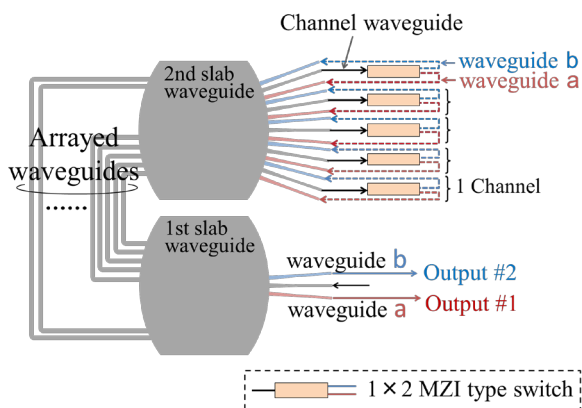 Channel waveguide
2nd slab
waveguide
waveguide b
waveguide a
Arrayed
waveguides
......
1 Channel
1st slab
waveguide
waveguide b
Output #2
Output #1
waveguide a
1×2 MZI type switch